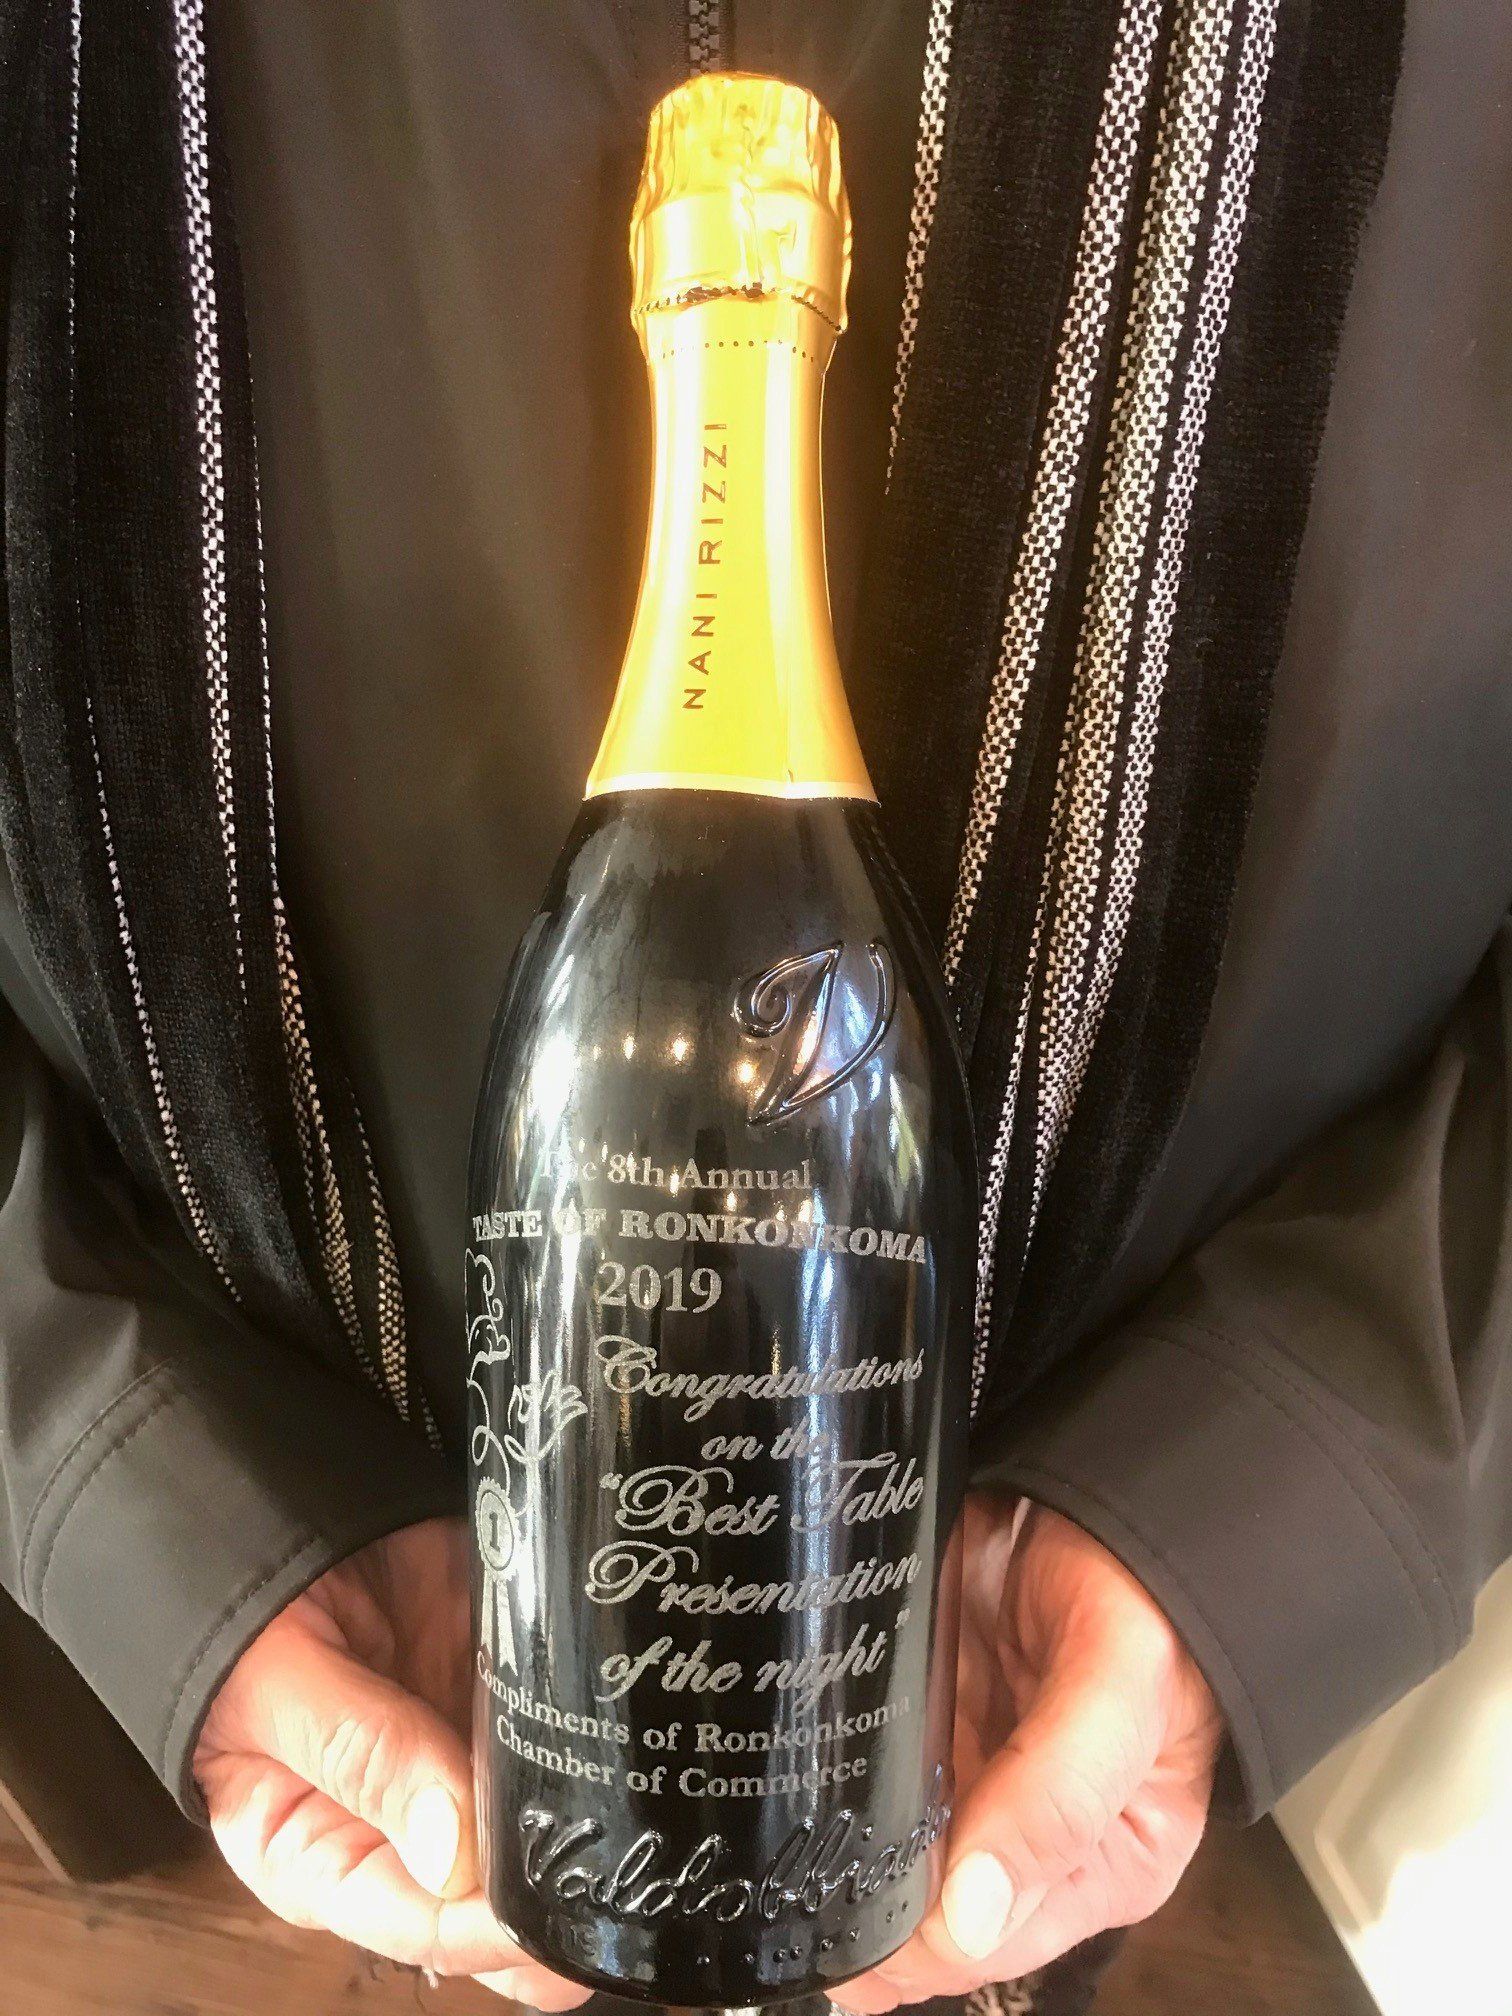 NANI RIZZI
V
The 8th Annual
TASTE OF RONKONKOMA
2019
Congratulations
on the
“Best Table
Presentation
of the night”
1
Compliments of Ronkonkoma
Chamber of Commerce